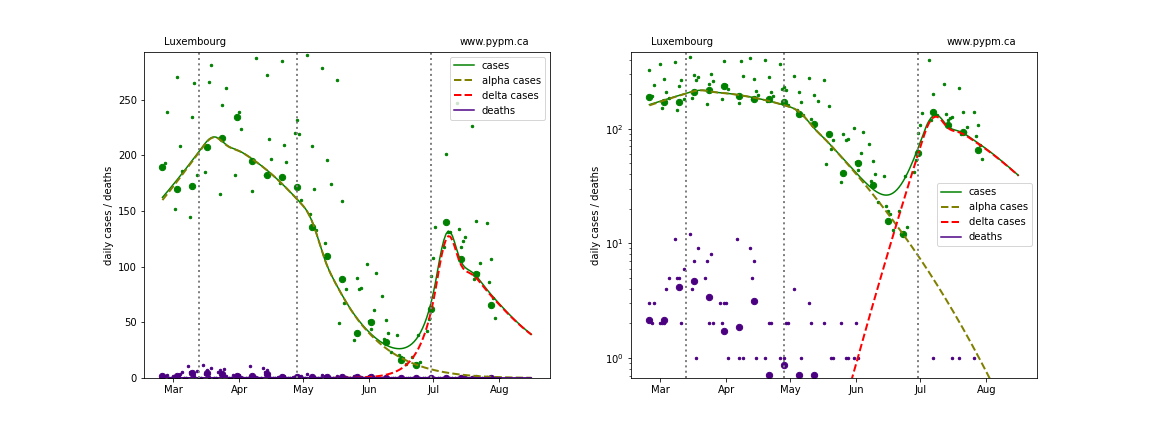 Luxembourg www.pypm.ca
cases
alpha cases
delta cases
deaths
daily cases / deaths
250
200
150
100
50
0
Mar Apr May Jun Jul Aug
Luxembourg www.pypm.ca
10²
10¹
10⁰
daily cases / deaths
cases
alpha cases
delta cases
deaths
Mar Apr May Jun Jul Aug